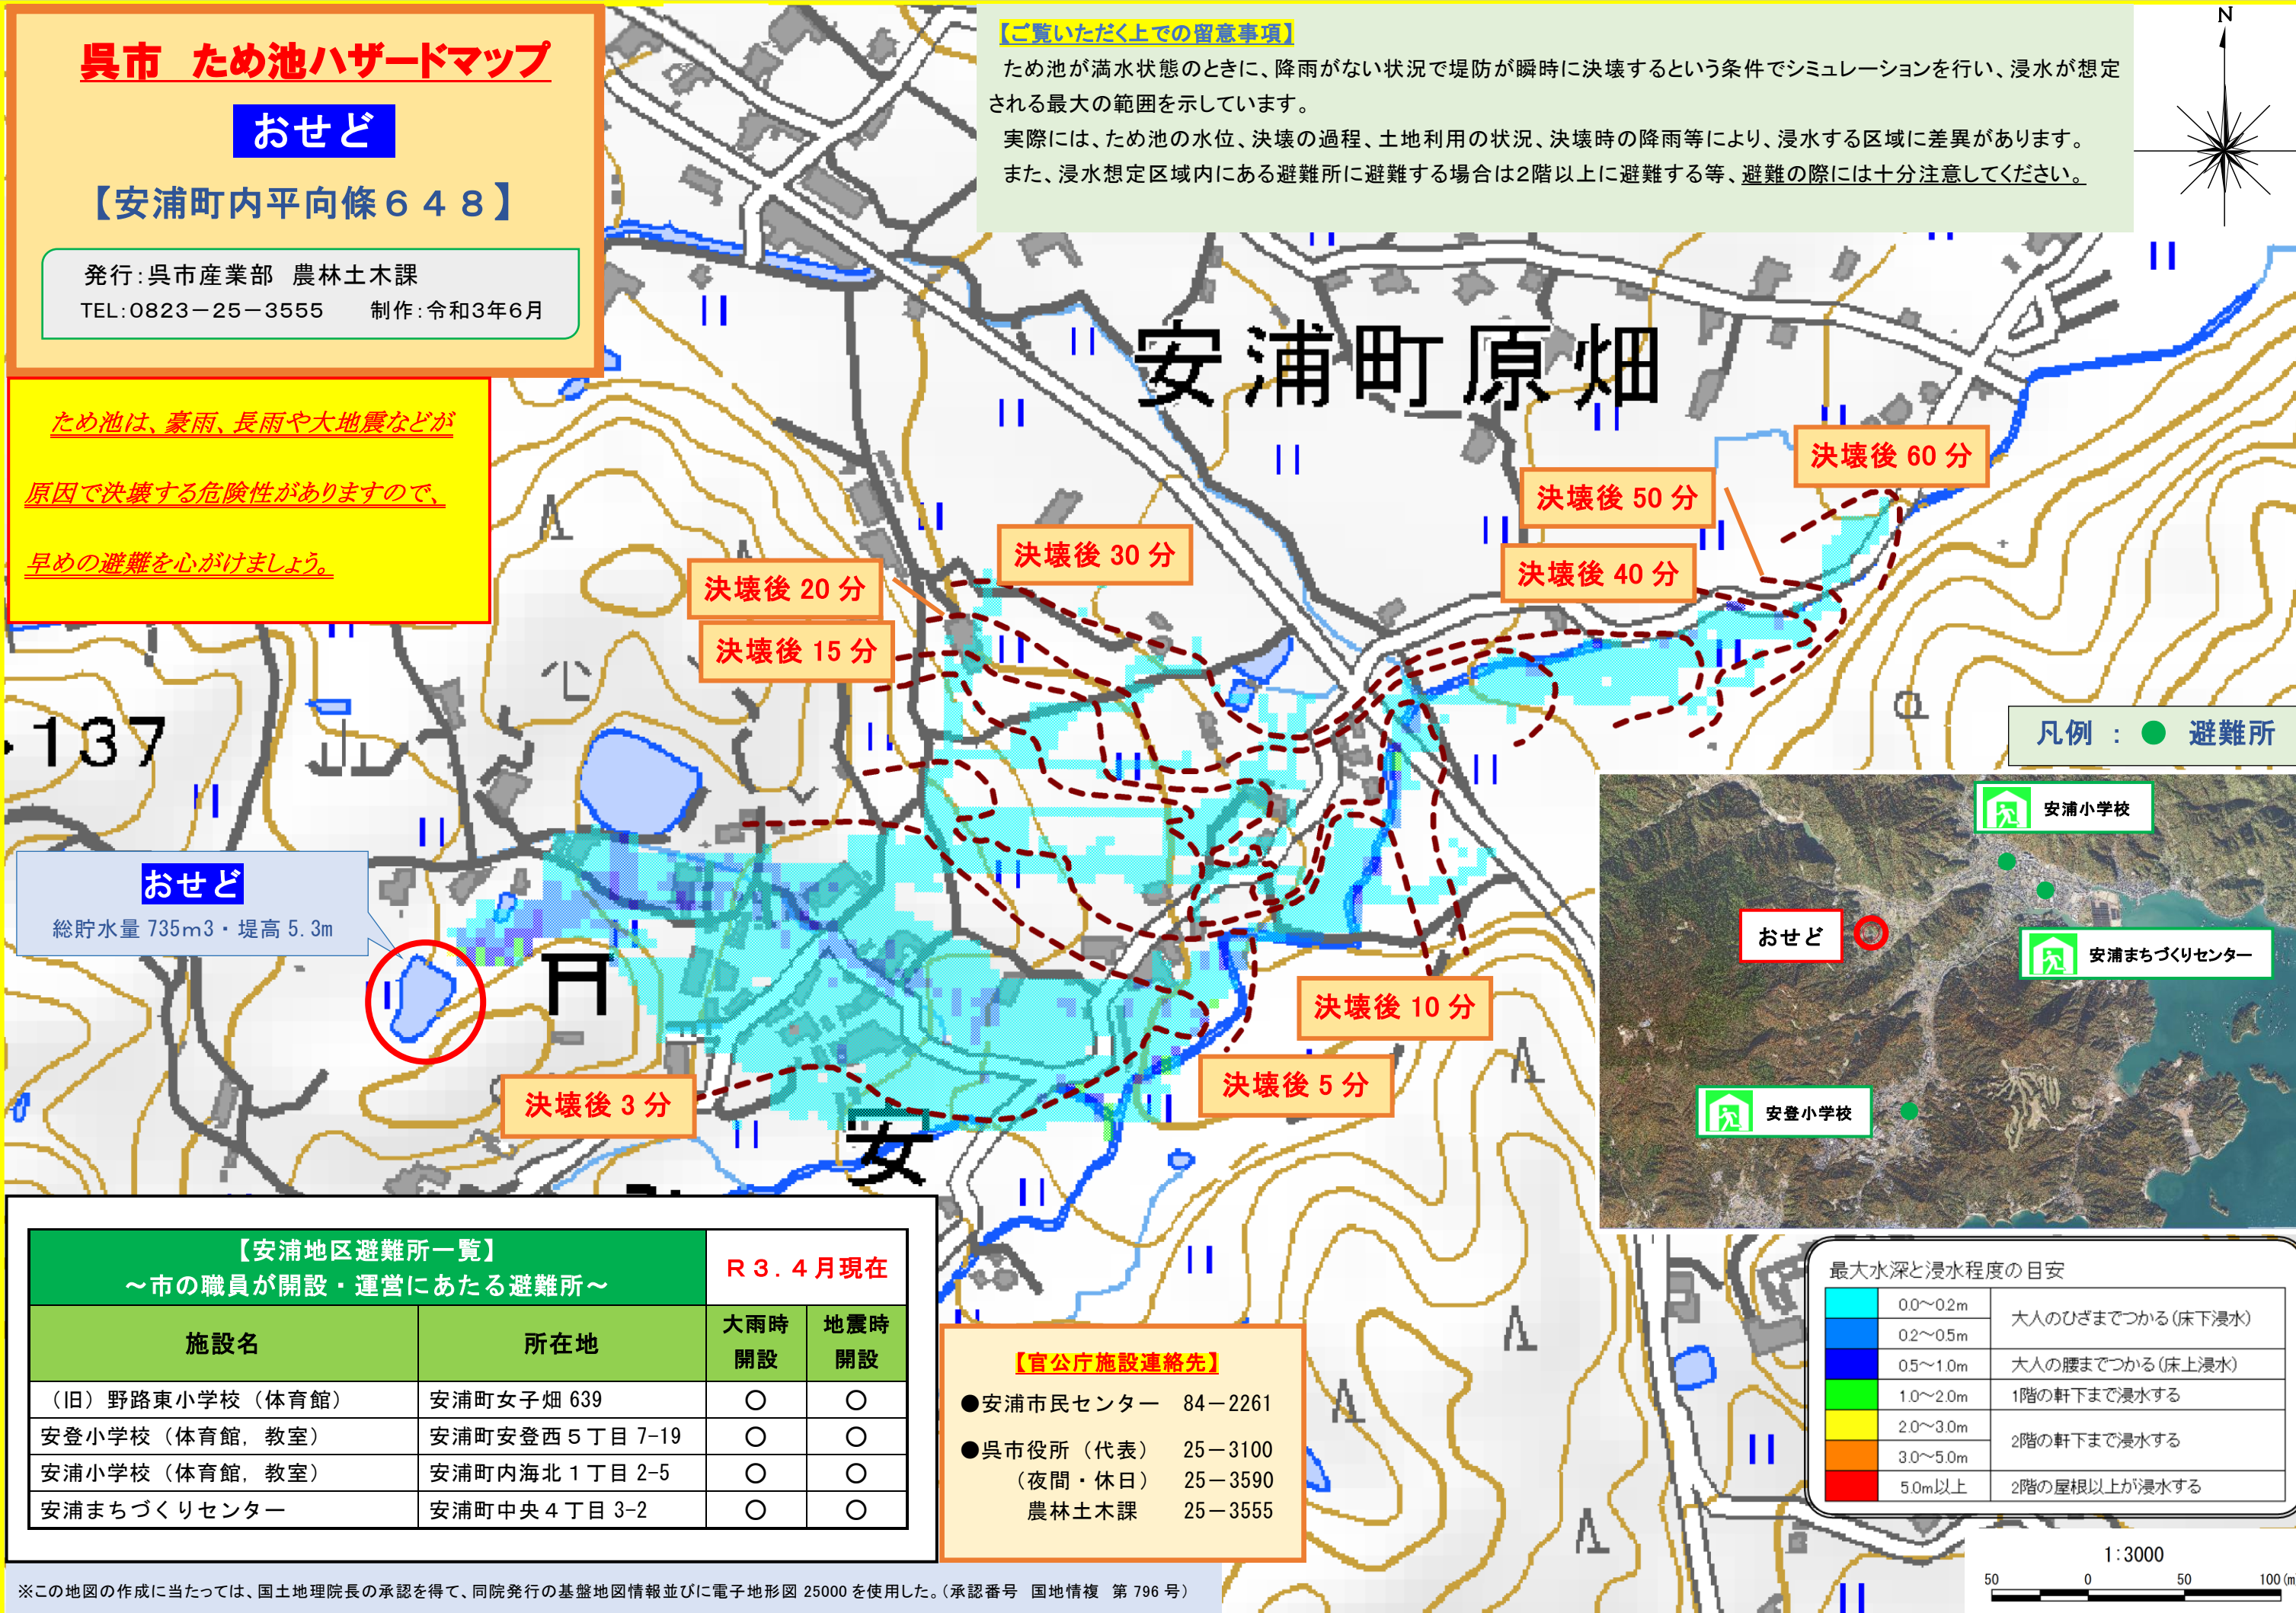 呉市 ため池ハザードマップ
おせど
【安浦町内平向條６４８】
発行:呉市産業部 農林土木課
TEL:0823－25－3555 制作:令和3年6月
ため池は、豪雨、長雨や大地震などが
原因で決壊する危険性がありますので、
早めの避難を心がけましょう。
【ご覧いただく上での留意事項】
ため池が満水状態のときに、降雨がない状況で堤防が瞬時に決壊するという条件でシミュレーションを行い、浸水が想定
される最大の範囲を示しています。
実際には、ため池の水位、決壊の過程、土地利用の状況、決壊時の降雨等により、浸水する区域に差異があります。
また、浸水想定区域内にある避難所に避難する場合は2階以上に避難する等、避難の際には十分注意してください。
N
安浦町原畑
決壊後 60 分
決壊後 50 分
決壊後 40 分
決壊後 30 分
決壊後 20 分
決壊後 15 分
137
凡例 : ● 避難所
安浦小学校
おせど
安浦まちづくりセンター
安登小学校
おせど
総貯水量 735m3・堤高 5.3m
決壊後 10 分
決壊後 5 分
決壊後 3 分
安
【安浦地区避難所一覧】
～市の職員が開設・運営にあたる避難所～
Ｒ３．４月現在
施設名 所在地 大雨時開設 地震時開設
（旧）野路東小学校（体育館） 安浦町女子畑 639 〇 〇
安登小学校（体育館，教室） 安浦町安登西５丁目 7-19 〇 〇
安浦小学校（体育館，教室） 安浦町内海北１丁目 2-5 〇 〇
安浦まちづくりセンター 安浦町中央４丁目 3-2 〇 〇
【官公庁施設連絡先】
●安浦市民センター 84－2261
●呉市役所（代表） 25－3100
（夜間・休日） 25－3590
農林土木課 25－3555
最大水深と浸水程度の目安
0.0～0.2m 大人のひざまでつかる(床下浸水)
0.2～0.5m
0.5～1.0m 大人の腰までつかる(床上浸水)
1.0～2.0m 1階の軒下まで浸水する
2.0～3.0m 2階の軒下まで浸水する
3.0～5.0m
5.0m以上 2階の屋根以上が浸水する
1:3000
50 0 50 100(m
※この地図の作成に当たっては、国土地理院長の承認を得て、同院発行の基盤地図情報並びに電子地形図 25000 を使用した。(承認番号 国地情複 第 796 号)